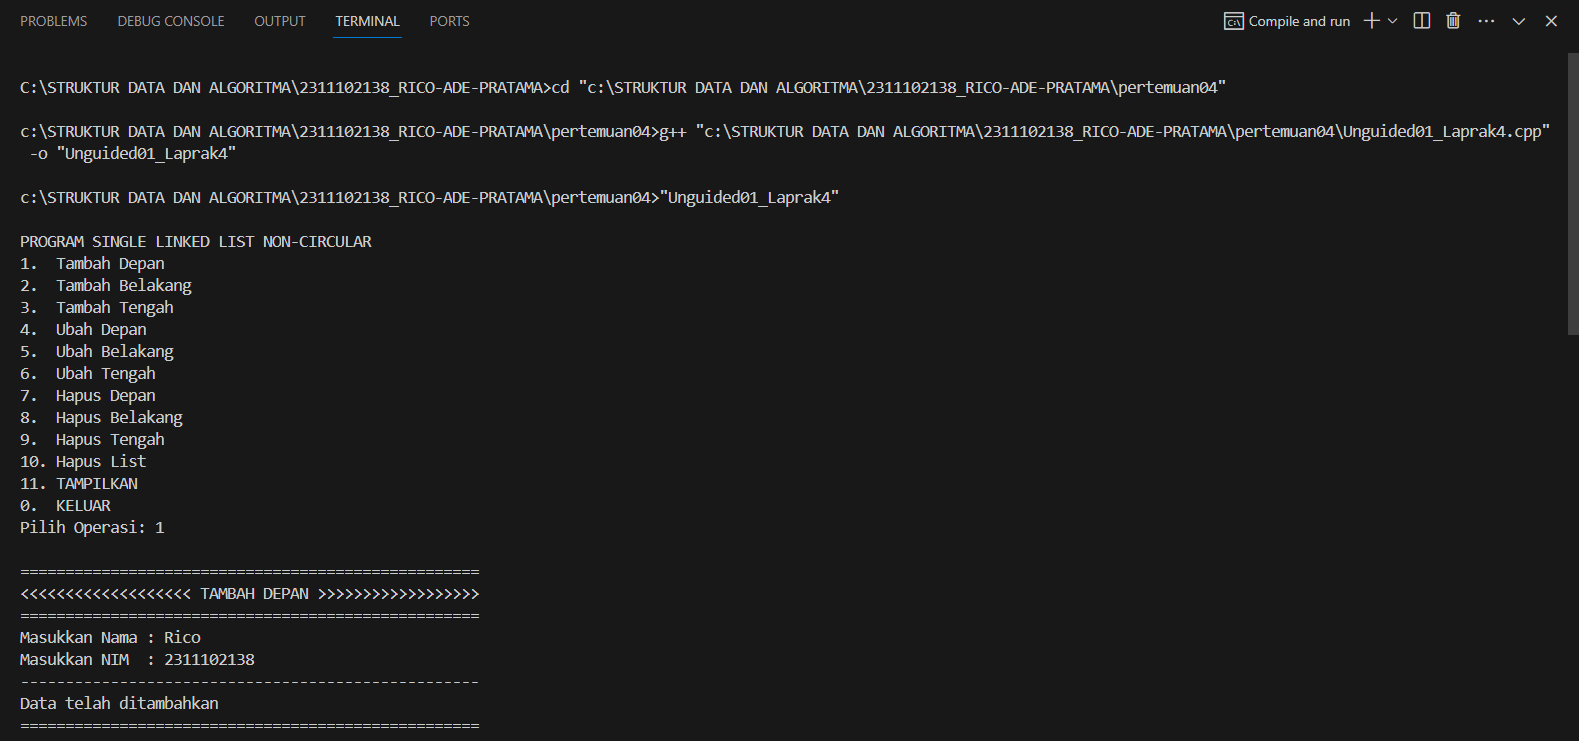 PROBLEMS DEBUG CONSOLE OUTPUT TERMINAL PORTS Compile and run
C:\STRUKTUR DATA DAN ALGORITMA\2311102138_RICO-ADE-PRATAMA>cd "c:\STRUKTUR DATA DAN ALGORITMA\2311102138_RICO-ADE-PRATAMA\pertemuan04"
c:\STRUKTUR DATA DAN ALGORITMA\2311102138_RICO-ADE-PRATAMA\pertemuan04>g++ "c:\STRUKTUR DATA DAN ALGORITMA\2311102138_RICO-ADE-PRATAMA\pertemuan04\Unguided01_Laprak4.cpp"
-o "Unguided01_Laprak4"
c:\STRUKTUR DATA DAN ALGORITMA\2311102138_RICO-ADE-PRATAMA\pertemuan04>"Unguided01_Laprak4"
PROGRAM SINGLE LINKED LIST NON-CIRCULAR
1.  Tambah Depan
2.  Tambah Belakang
3.  Tambah Tengah
4.  Ubah Depan
5.  Ubah Belakang
6.  Ubah Tengah
7.  Hapus Depan
8.  Hapus Belakang
9.  Hapus Tengah
10. Hapus List
11. TAMPILKAN
0.  KELUAR
Pilih Operasi: 1
===================================================
<<<<<<<<<<<<<<<<<<< TAMBAH DEPAN >>>>>>>>>>>>>>>>>>
===================================================
Masukkan Nama : Rico
Masukkan NIM  : 2311102138
---------------------------------------------------
Data telah ditambahkan
===================================================